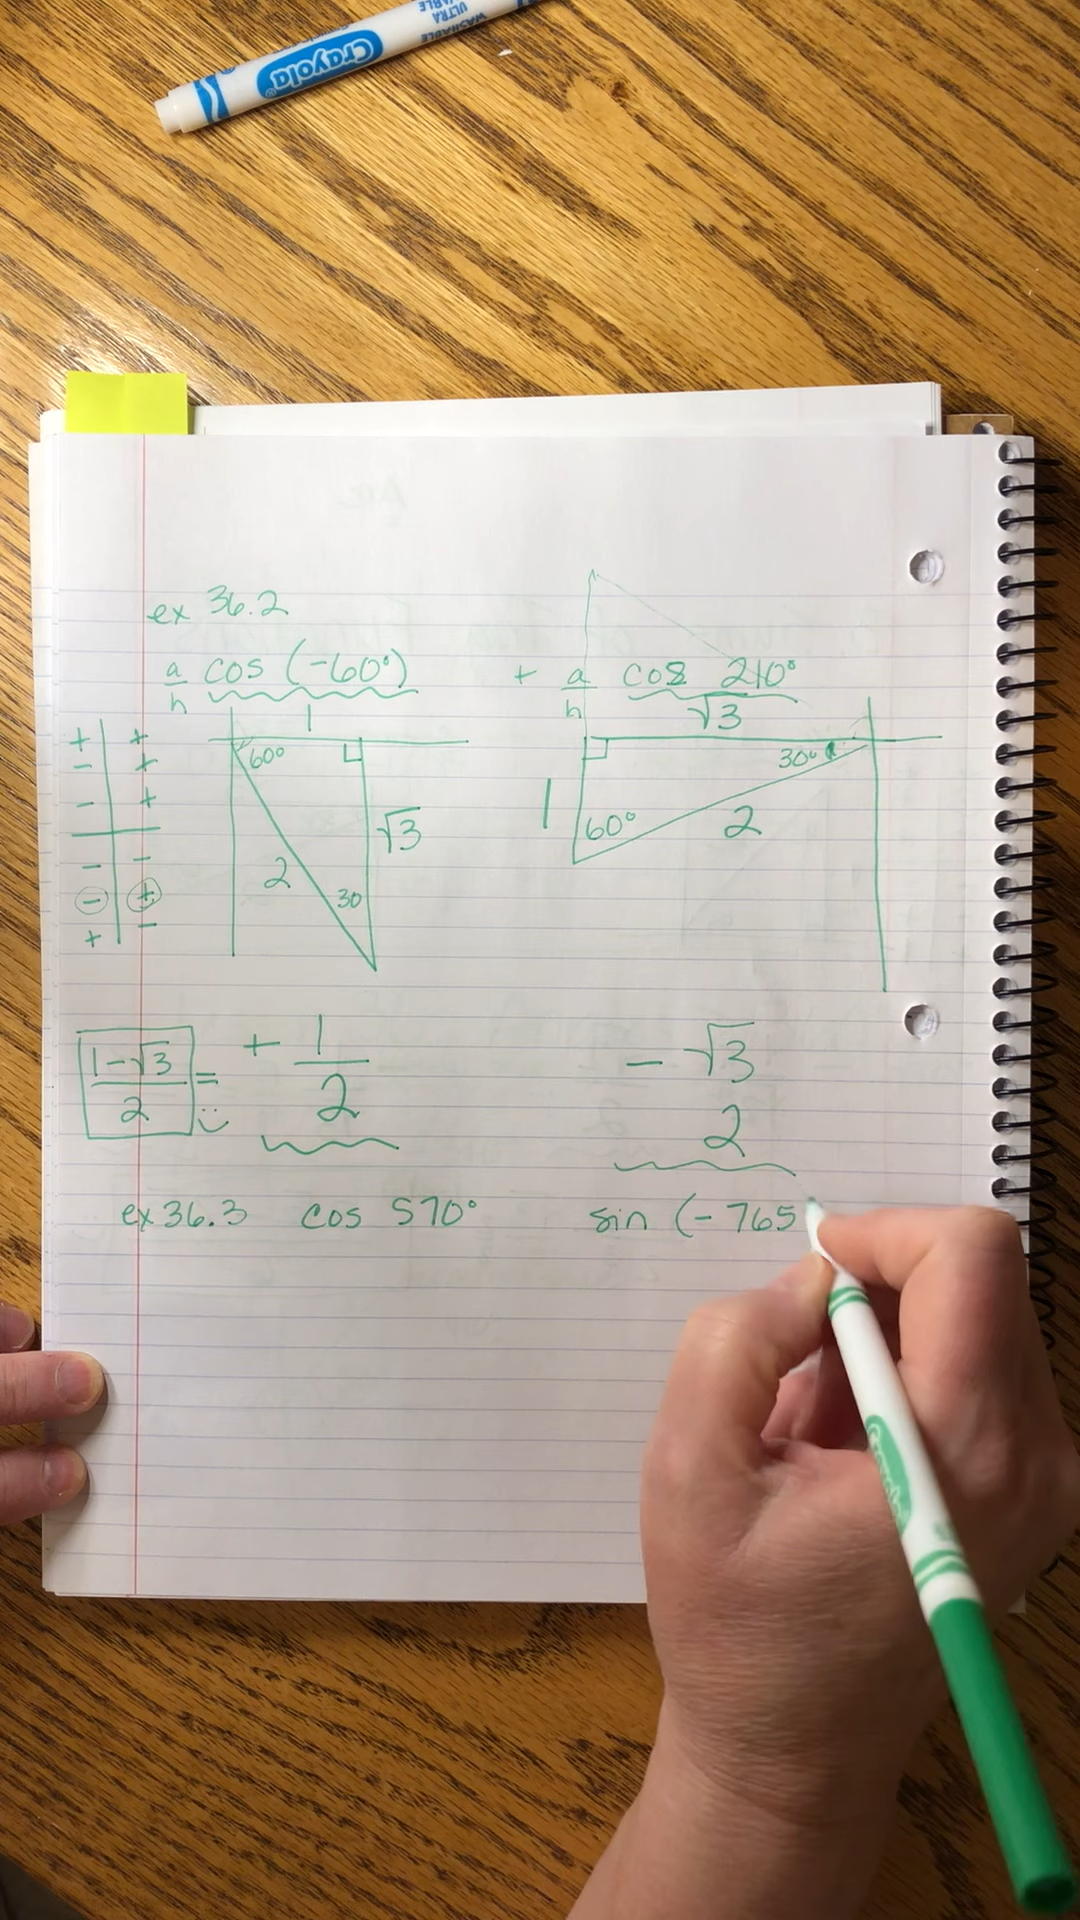 Crayola
ULTRA
WASHABLE
ex 36.2
a/h cos (-60°) + a/h cos 210°
1
√3
+ +
- +
60°
30°
- +
1
√3
60°
2
- -
2
- +
30
+ -
1-√3/2 = + 1/2
- √3/2
ex 36.3 cos 570° sin (-765
Crayola